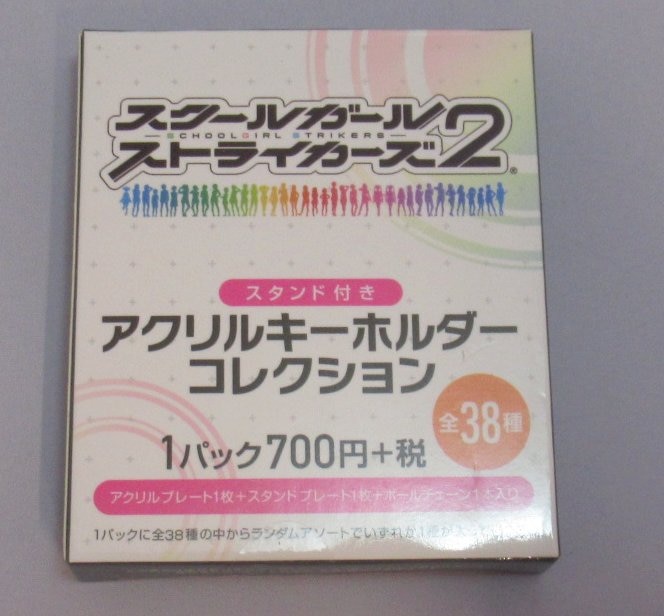 スクールガール
SCHOOLGIRL STRIKERS
ストライカーズ2®
スタンド付き
アクリルキーホルダー
コレクション
全38種
1パック700円+税
アクリルプレート1枚+スタンドプレート1枚+ボールチェーン1本入り
1パックに全38種の中からランダムアソートでいずれか1種が